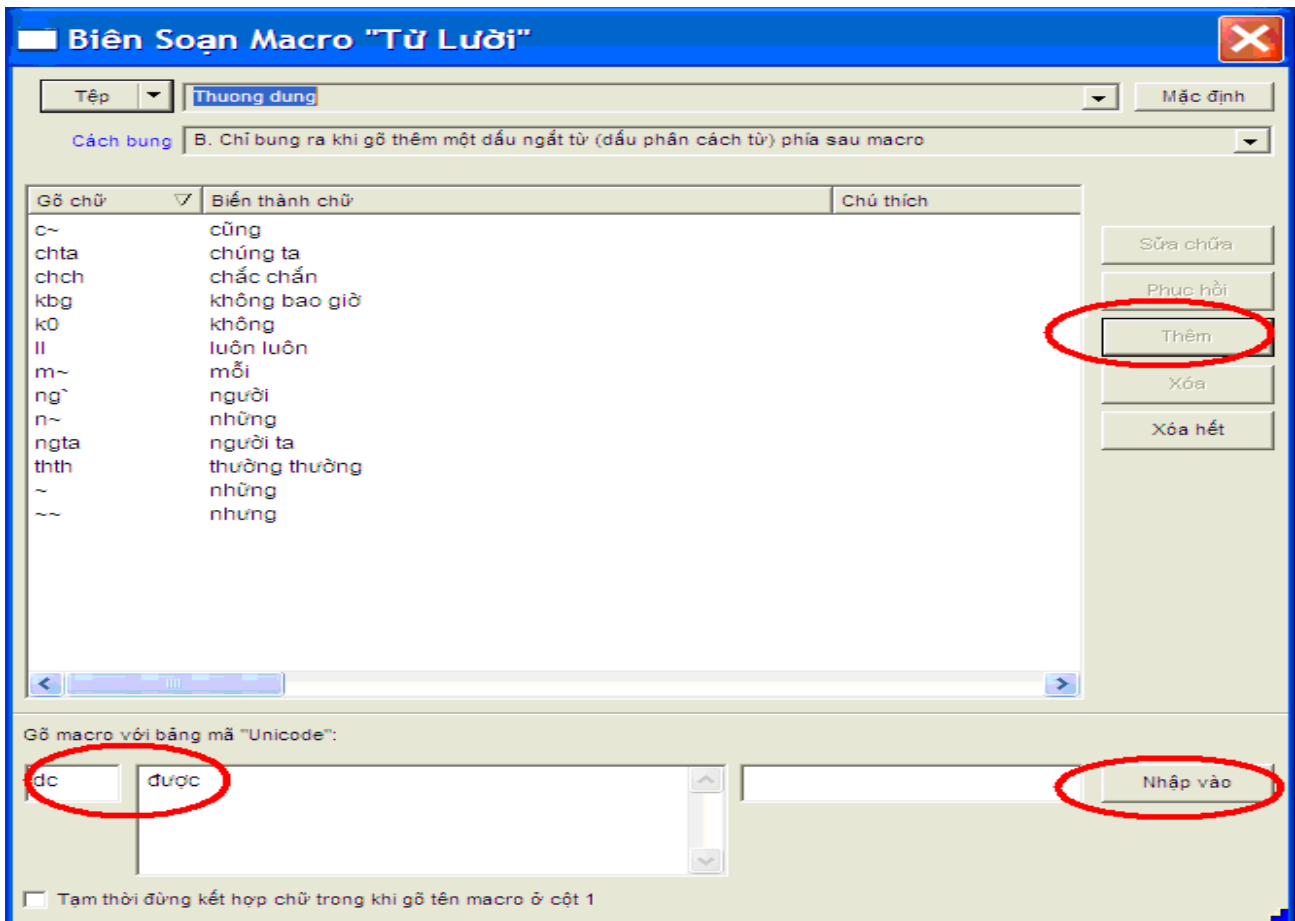 Biên Soạn Macro "Từ Lười"
Tệp Thuong dung Mặc định
Cách bung B. Chỉ bung ra khi gõ thêm một dấu ngắt từ (dấu phân cách từ) phía sau macro
Gõ chữ Biến thành chữ Chú thích
c~ cũng
chta chúng ta
chch chắc chắn
kbg không bao giờ
k0 không
ll luôn luôn
m~ mỗi
ng` người
n~ những
ngta người ta
thth thường thường
~ những
~~ nhưng
Sửa chữa
Phục hồi
Thêm
Xóa
Xóa hết
Gõ macro với bảng mã "Unicode":
dc được Nhập vào
Tạm thời đừng kết hợp chữ trong khi gõ tên macro ở cột 1